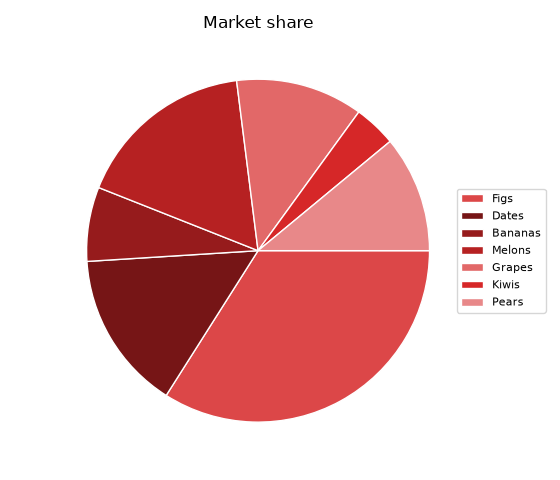 Market share
Figs
Dates
Bananas
Melons
Grapes
Kiwis
Pears